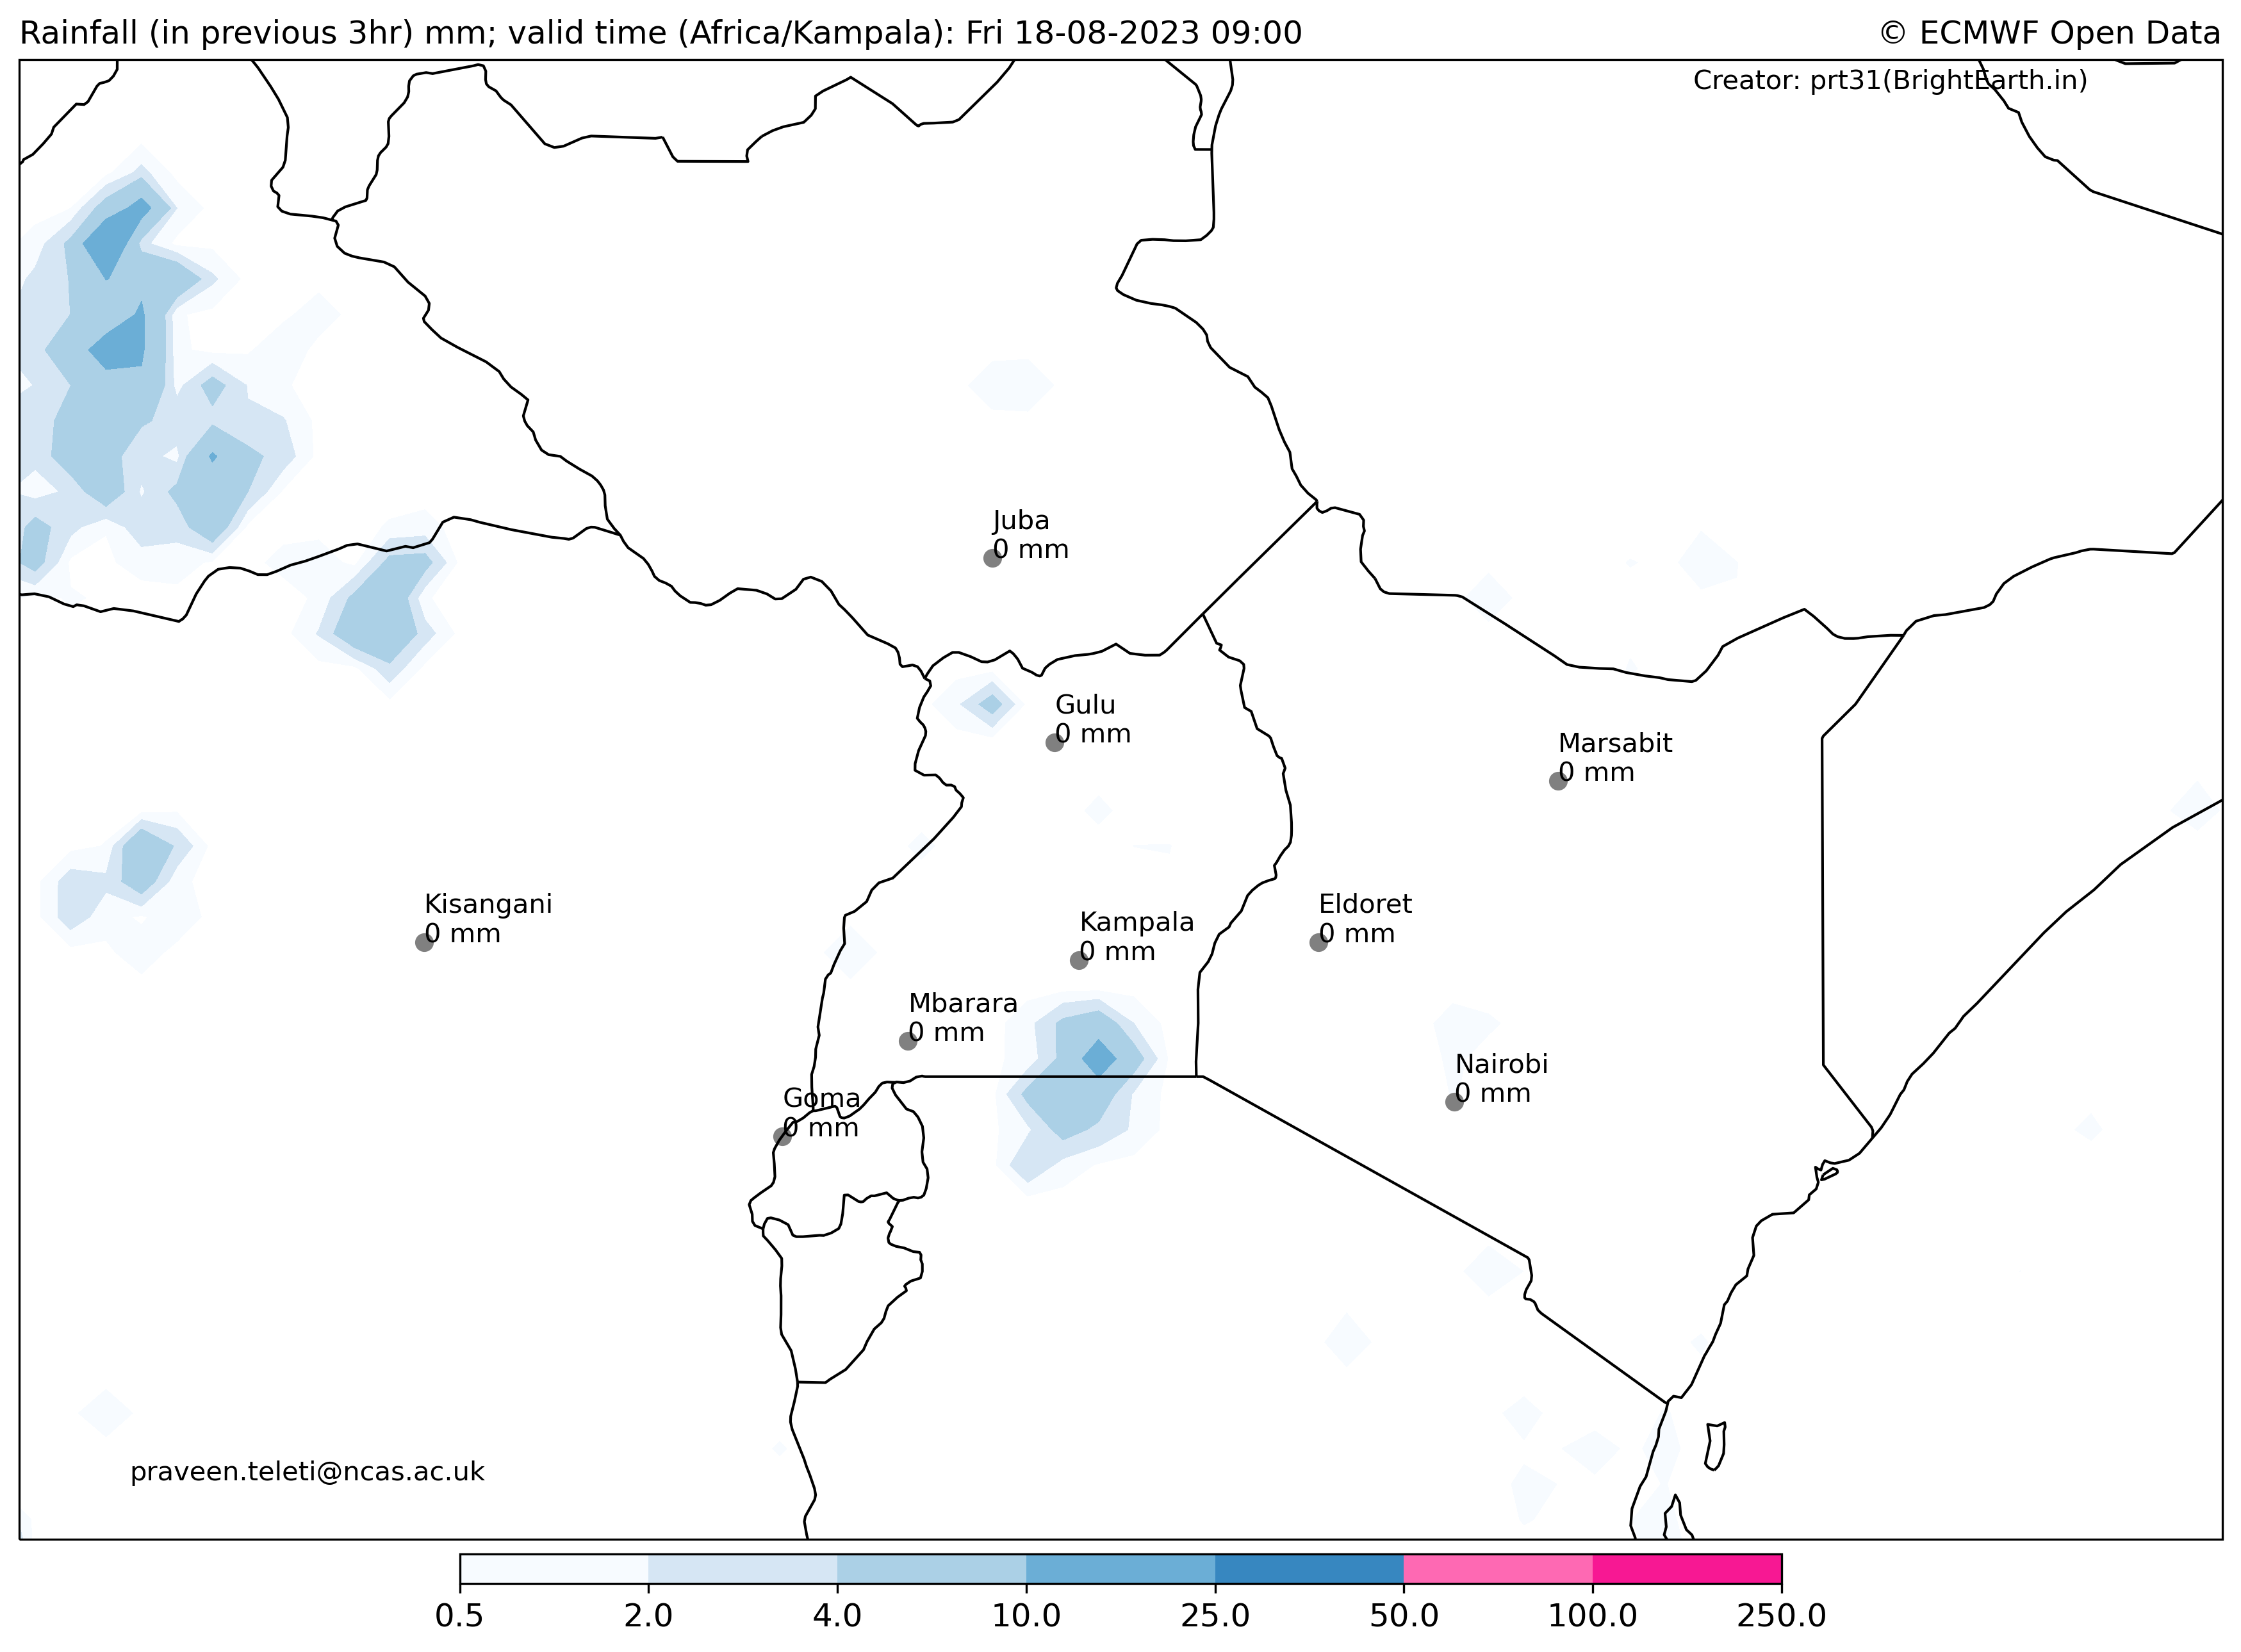 Rainfall (in previous 3hr) mm; valid time (Africa/Kampala): Fri 18-08-2023 09:00
© ECMWF Open Data
Creator: prt31(BrightEarth.in)
Juba
0 mm
Gulu
0 mm
Marsabit
0 mm
Kisangani
0 mm
Eldoret
0 mm
Kampala
0 mm
Mbarara
0 mm
Nairobi
0 mm
Goma
0 mm
praveen.teleti@ncas.ac.uk
0.5 2.0 4.0 10.0 25.0 50.0 100.0 250.0